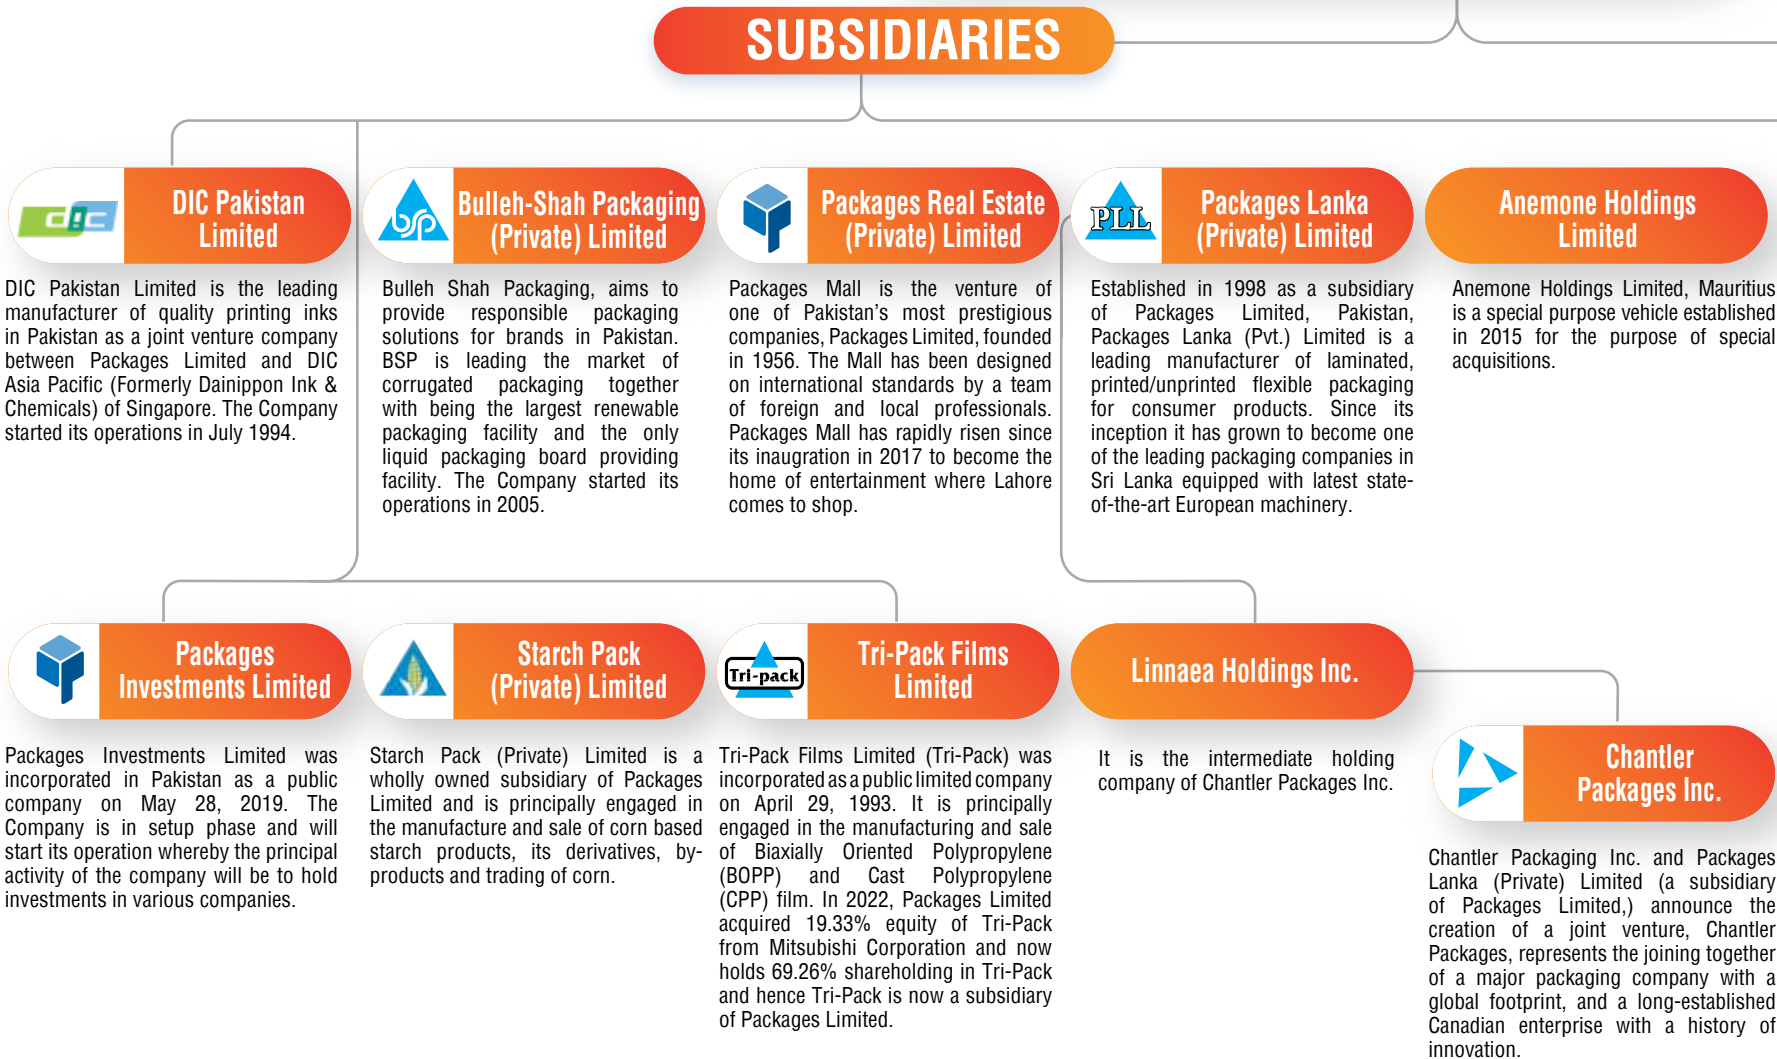 SUBSIDIARIES
dic
DIC Pakistan
Limited
DIC Pakistan Limited is the leading
manufacturer of quality printing inks
in Pakistan as a joint venture company
between Packages Limited and DIC
Asia Pacific (Formerly Dainippon Ink &
Chemicals) of Singapore. The Company
started its operations in July 1994.
bsp
Bulleh-Shah Packaging
(Private) Limited
Bulleh Shah Packaging, aims to
provide responsible packaging
solutions for brands in Pakistan.
BSP is leading the market of
corrugated packaging together
with being the largest renewable
packaging facility and the only
liquid packaging board providing
facility. The Company started its
operations in 2005.
Packages Real Estate
(Private) Limited
Packages Mall is the venture of
one of Pakistan’s most prestigious
companies, Packages Limited, founded
in 1956. The Mall has been designed
on international standards by a team
of foreign and local professionals.
Packages Mall has rapidly risen since
its inaugration in 2017 to become the
home of entertainment where Lahore
comes to shop.
PLL
Packages Lanka
(Private) Limited
Established in 1998 as a subsidiary
of Packages Limited, Pakistan,
Packages Lanka (Pvt.) Limited is a
leading manufacturer of laminated,
printed/unprinted flexible packaging
for consumer products. Since its
inception it has grown to become one
of the leading packaging companies in
Sri Lanka equipped with latest state-
of-the-art European machinery.
Anemone Holdings
Limited
Anemone Holdings Limited, Mauritius
is a special purpose vehicle established
in 2015 for the purpose of special
acquisitions.
Packages
Investments Limited
Packages Investments Limited was
incorporated in Pakistan as a public
company on May 28, 2019. The
Company is in setup phase and will
start its operation whereby the principal
activity of the company will be to hold
investments in various companies.
Starch Pack
(Private) Limited
Starch Pack (Private) Limited is a
wholly owned subsidiary of Packages
Limited and is principally engaged in
the manufacture and sale of corn based
starch products, its derivatives, by-
products and trading of corn.
Tri-pack
Tri-Pack Films
Limited
Tri-Pack Films Limited (Tri-Pack) was
incorporated as a public limited company
on April 29, 1993. It is principally
engaged in the manufacturing and sale
of Biaxially Oriented Polypropylene
(BOPP) and Cast Polypropylene
(CPP) film. In 2022, Packages Limited
acquired 19.33% equity of Tri-Pack
from Mitsubishi Corporation and now
holds 69.26% shareholding in Tri-Pack
and hence Tri-Pack is now a subsidiary
of Packages Limited.
Linnaea Holdings Inc.
It is the intermediate holding
company of Chantler Packages Inc.
Chantler
Packages Inc.
Chantler Packaging Inc. and Packages
Lanka (Private) Limited (a subsidiary
of Packages Limited,) announce the
creation of a joint venture, Chantler
Packages, represents the joining together
of a major packaging company with a
global footprint, and a long-established
Canadian enterprise with a history of
innovation.